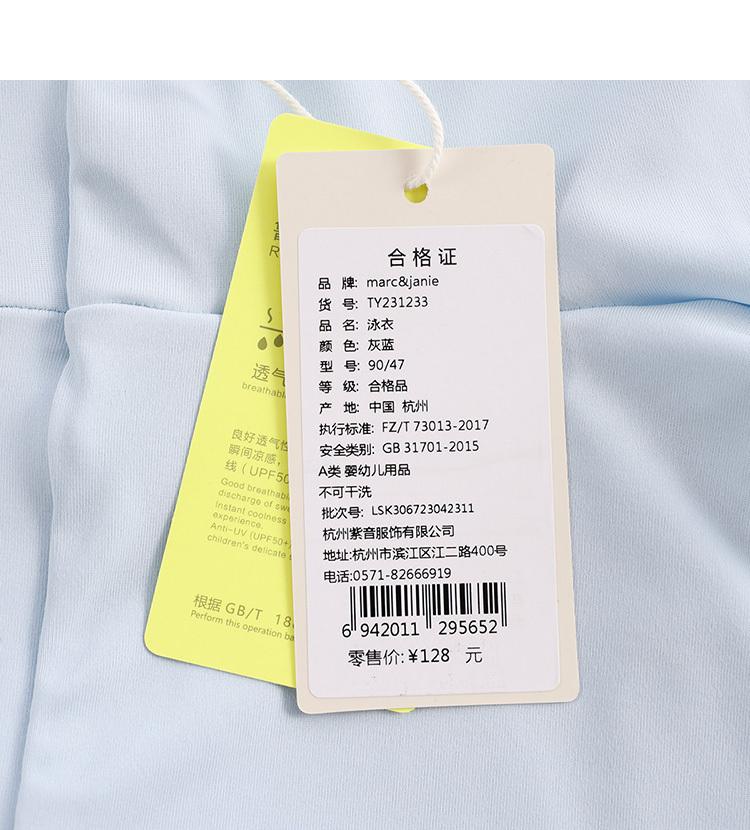 合格证
品 牌: marc&janie
货 号: TY231233
品 名: 泳衣
颜 色: 灰蓝
型 号: 90/47
等 级: 合格品
产 地: 中国 杭州
执行标准: FZ/T 73013-2017
安全类别: GB 31701-2015
A类 婴幼儿用品
不可干洗
批次号: LSK306723042311
杭州紫音服饰有限公司
地址:杭州市滨江区江二路400号
电话:0571-82666919
6 942011 295652
零售价:¥128 元
透气
breathable
良好透气性
瞬间凉感,
线(UPF50
Good breathabl
discharge of swe
Instant coolness
experience.
Anti-UV (UPF50+)
children's delicate s
根据 GB/T 18
Perform this operation ba